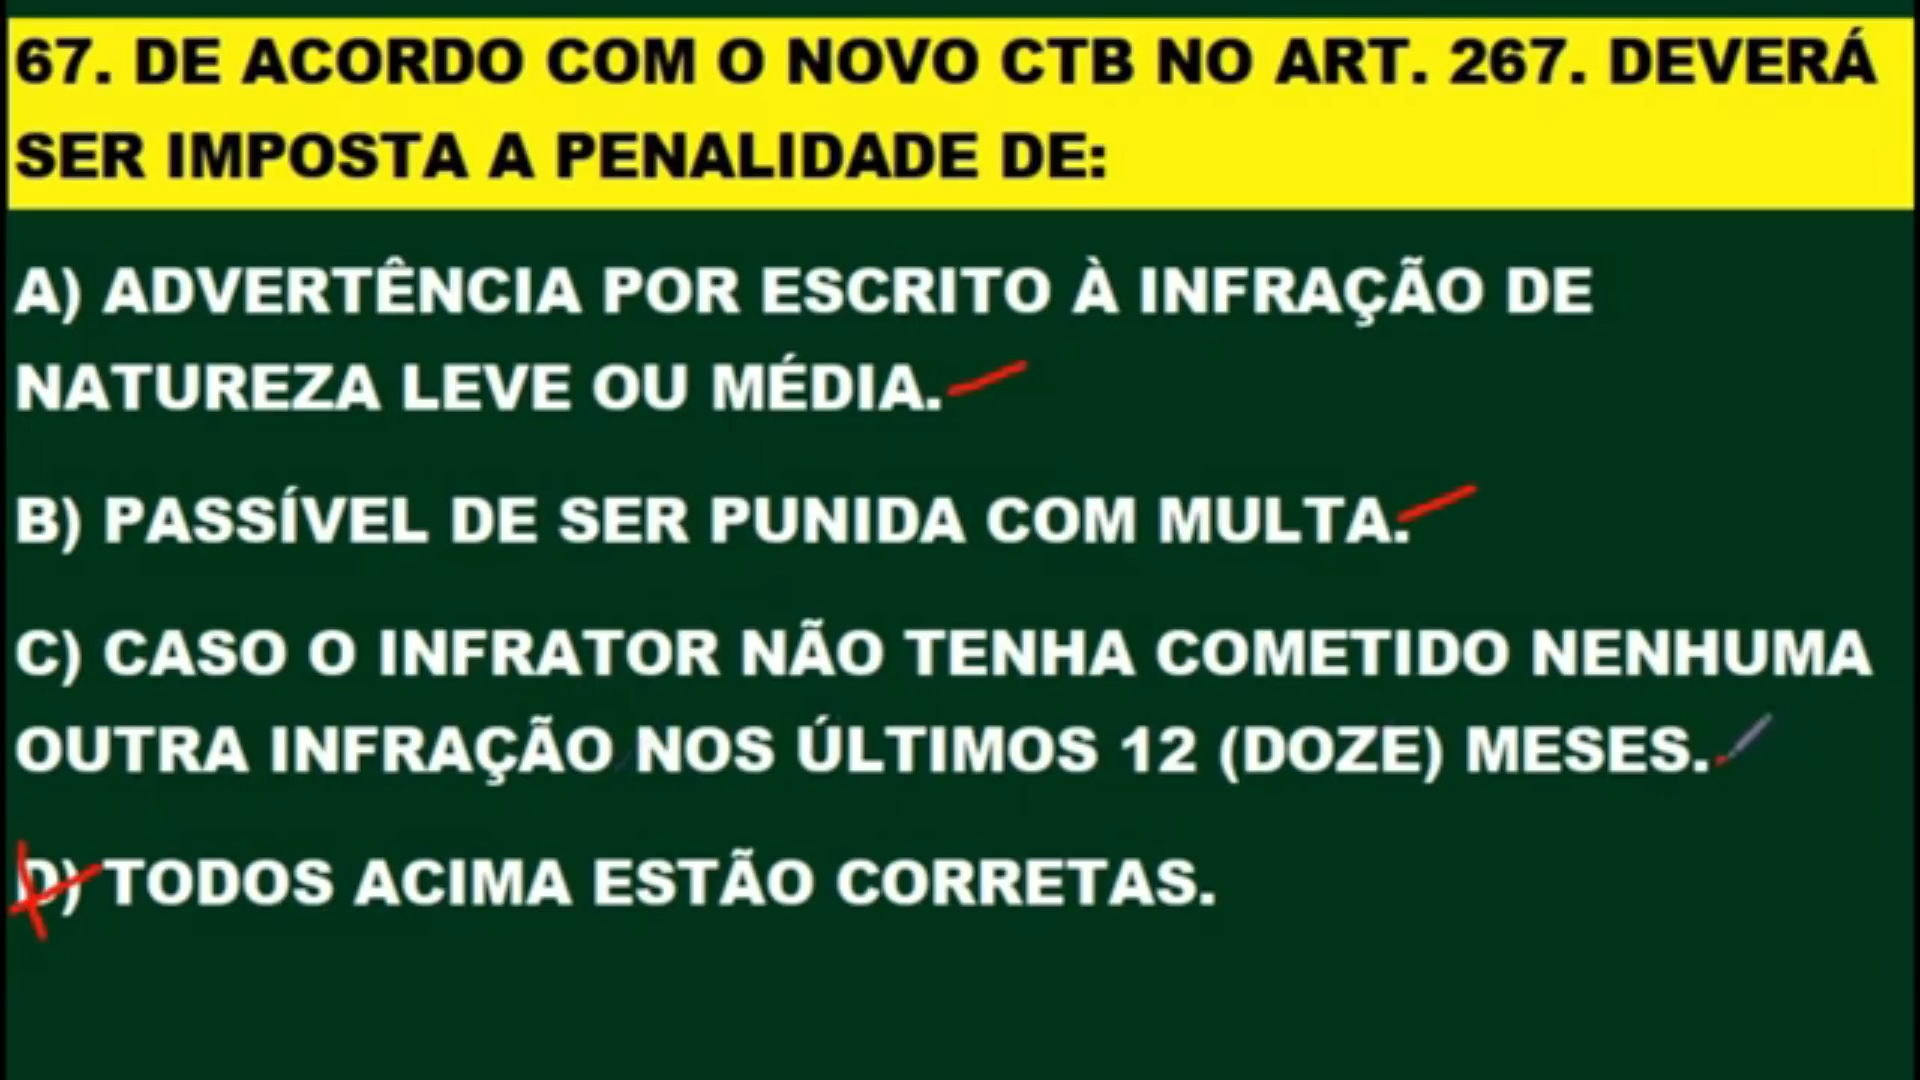 67. DE ACORDO COM O NOVO CTB NO ART. 267. DEVERÁ
SER IMPOSTA A PENALIDADE DE:
A) ADVERTÊNCIA POR ESCRITO À INFRAÇÃO DE
NATUREZA LEVE OU MÉDIA.
B) PASSÍVEL DE SER PUNIDA COM MULTA.
C) CASO O INFRATOR NÃO TENHA COMETIDO NENHUMA
OUTRA INFRAÇÃO NOS ÚLTIMOS 12 (DOZE) MESES.
D) TODOS ACIMA ESTÃO CORRETAS.